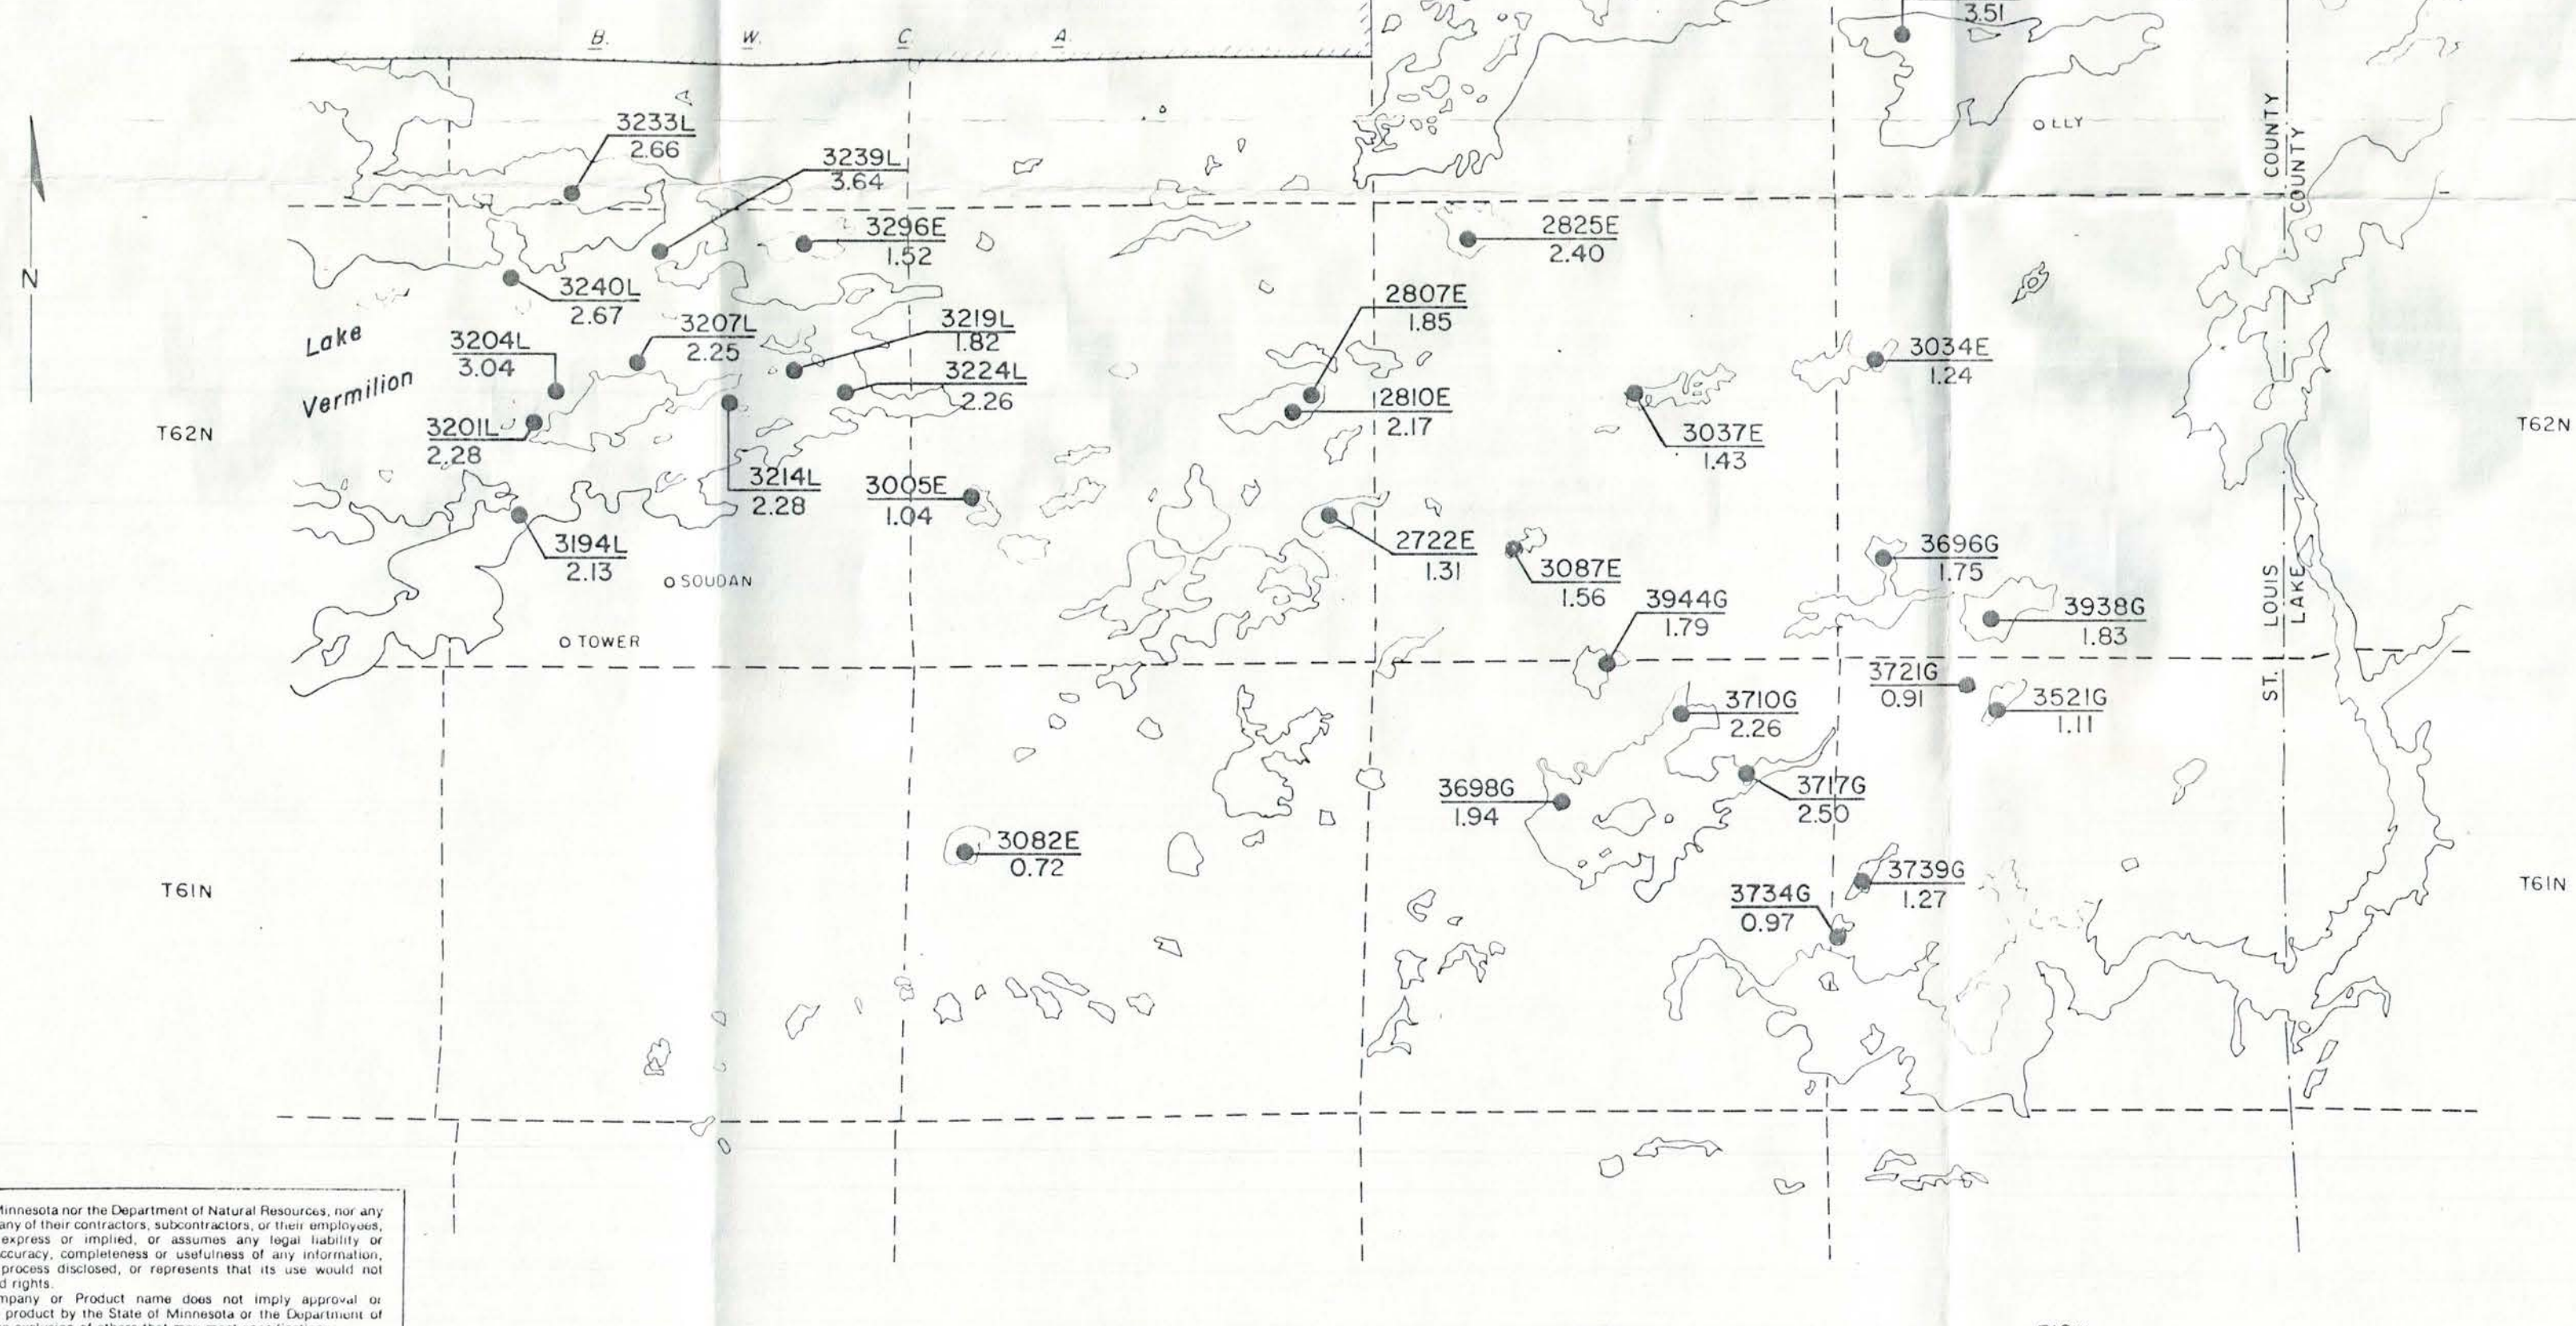 3.51
B. W. C. A.
OLLY
COUNTY
COUNTY
3233L
2.66
3239L
3.64
3296E
1.52
2825E
2.40
N
3240L
2.67
2807E
1.85
Lake
Vermilion
3204L
3.04
3207L
2.25
3219L
1.82
3224L
2.26
3034E
1.24
2810E
2.17
T62N
3201L
2.28
3037E
1.43
T62N
3214L
2.28
3005E
1.04
3194L
2.13
2722E
1.31
3087E
1.56
3696G
1.75
SOUDAN
3944G
1.79
3938G
1.83
TOWER
ST. LOUIS
LAKE
3721G
0.91
3521G
1.11
3710G
2.26
3698G
1.94
3717G
2.50
3082E
0.72
3739G
1.27
T61N
3734G
0.97
T61N
Minnesota nor the Department of Natural Resources, nor any
any of their contractors, subcontractors, or their employees,
express or implied, or assumes any legal liability or
ccuracy, completeness or usefulness of any information,
process disclosed, or represents that its use would not
d rights.
mpany or Product name does not imply approval or
product by the State of Minnesota or the Department of